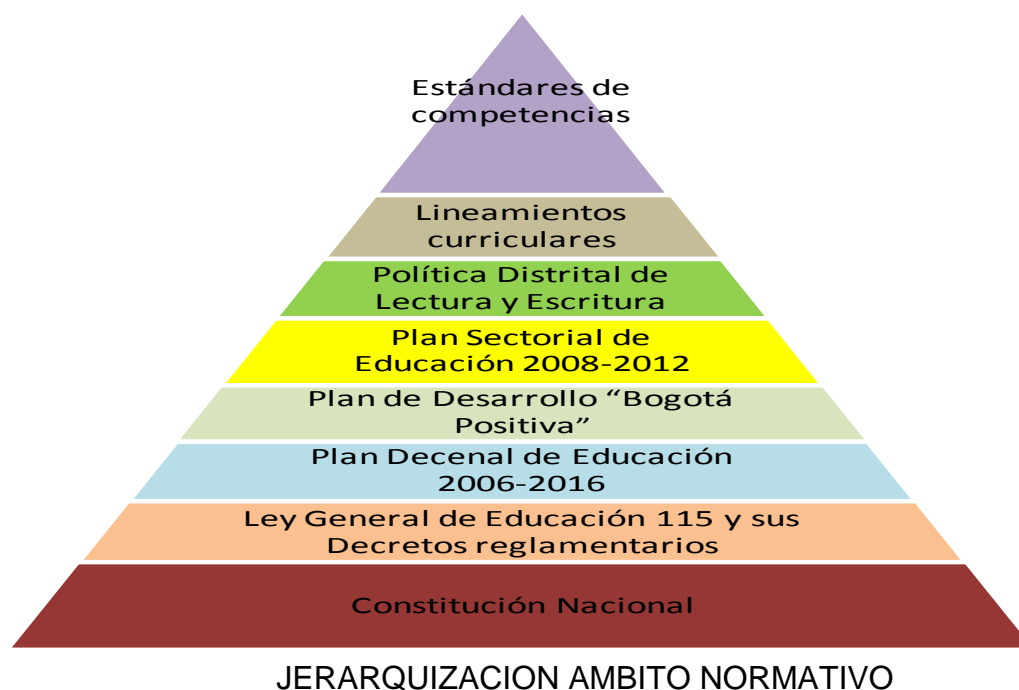 Estándares de
competencias
Lineamientos
curriculares
Política Distrital de
Lectura y Escritura
Plan Sectorial de
Educación 2008-2012
Plan de Desarrollo “Bogotá
Positiva”
Plan Decenal de Educación
2006-2016
Ley General de Educación 115 y sus
Decretos reglamentarios
Constitución Nacional
JERARQUIZACION AMBITO NORMATIVO